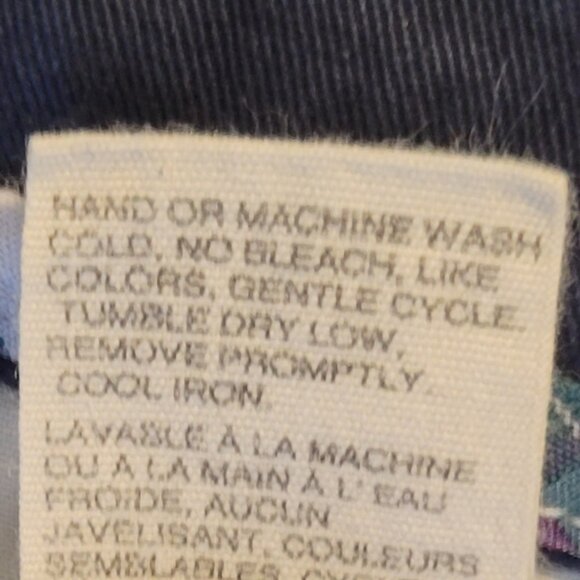 HAND OR MACHINE WASH
COLD, NO BLEACH, LIKE
COLORS, GENTLE CYCLE.
TUMBLE DRY LOW,
REMOVE PROMPTLY.
COOL IRON.
LAVABLE À LA MACHINE
OU À LA MAIN À L' EAU
FROIDE, AUCUN
JAVELISANT, COULEURS
SEMBLABLES,